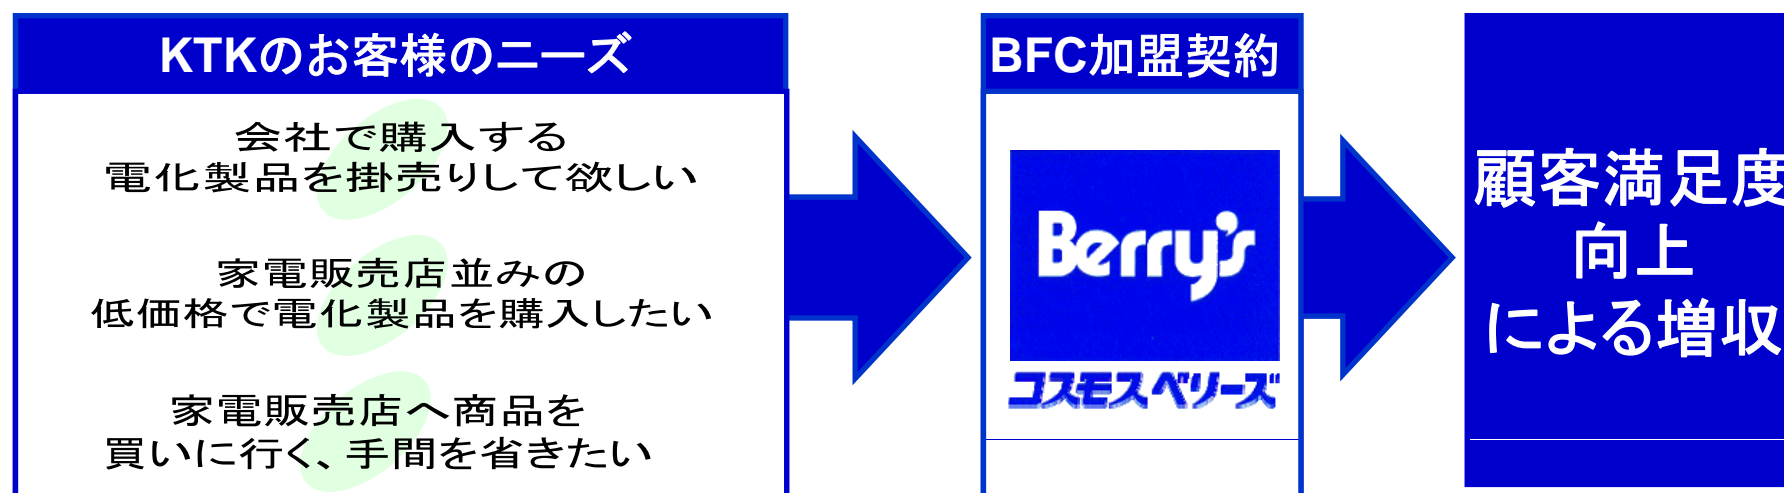 KTKのお客様のニーズ
会社で購入する
電化製品を掛売りして欲しい
家電販売店並みの
低価格で電化製品を購入したい
家電販売店へ商品を
買いに行く、手間を省きたい
BFC加盟契約
Berry's
コスモスベリーズ
顧客満足度
向上
による増収